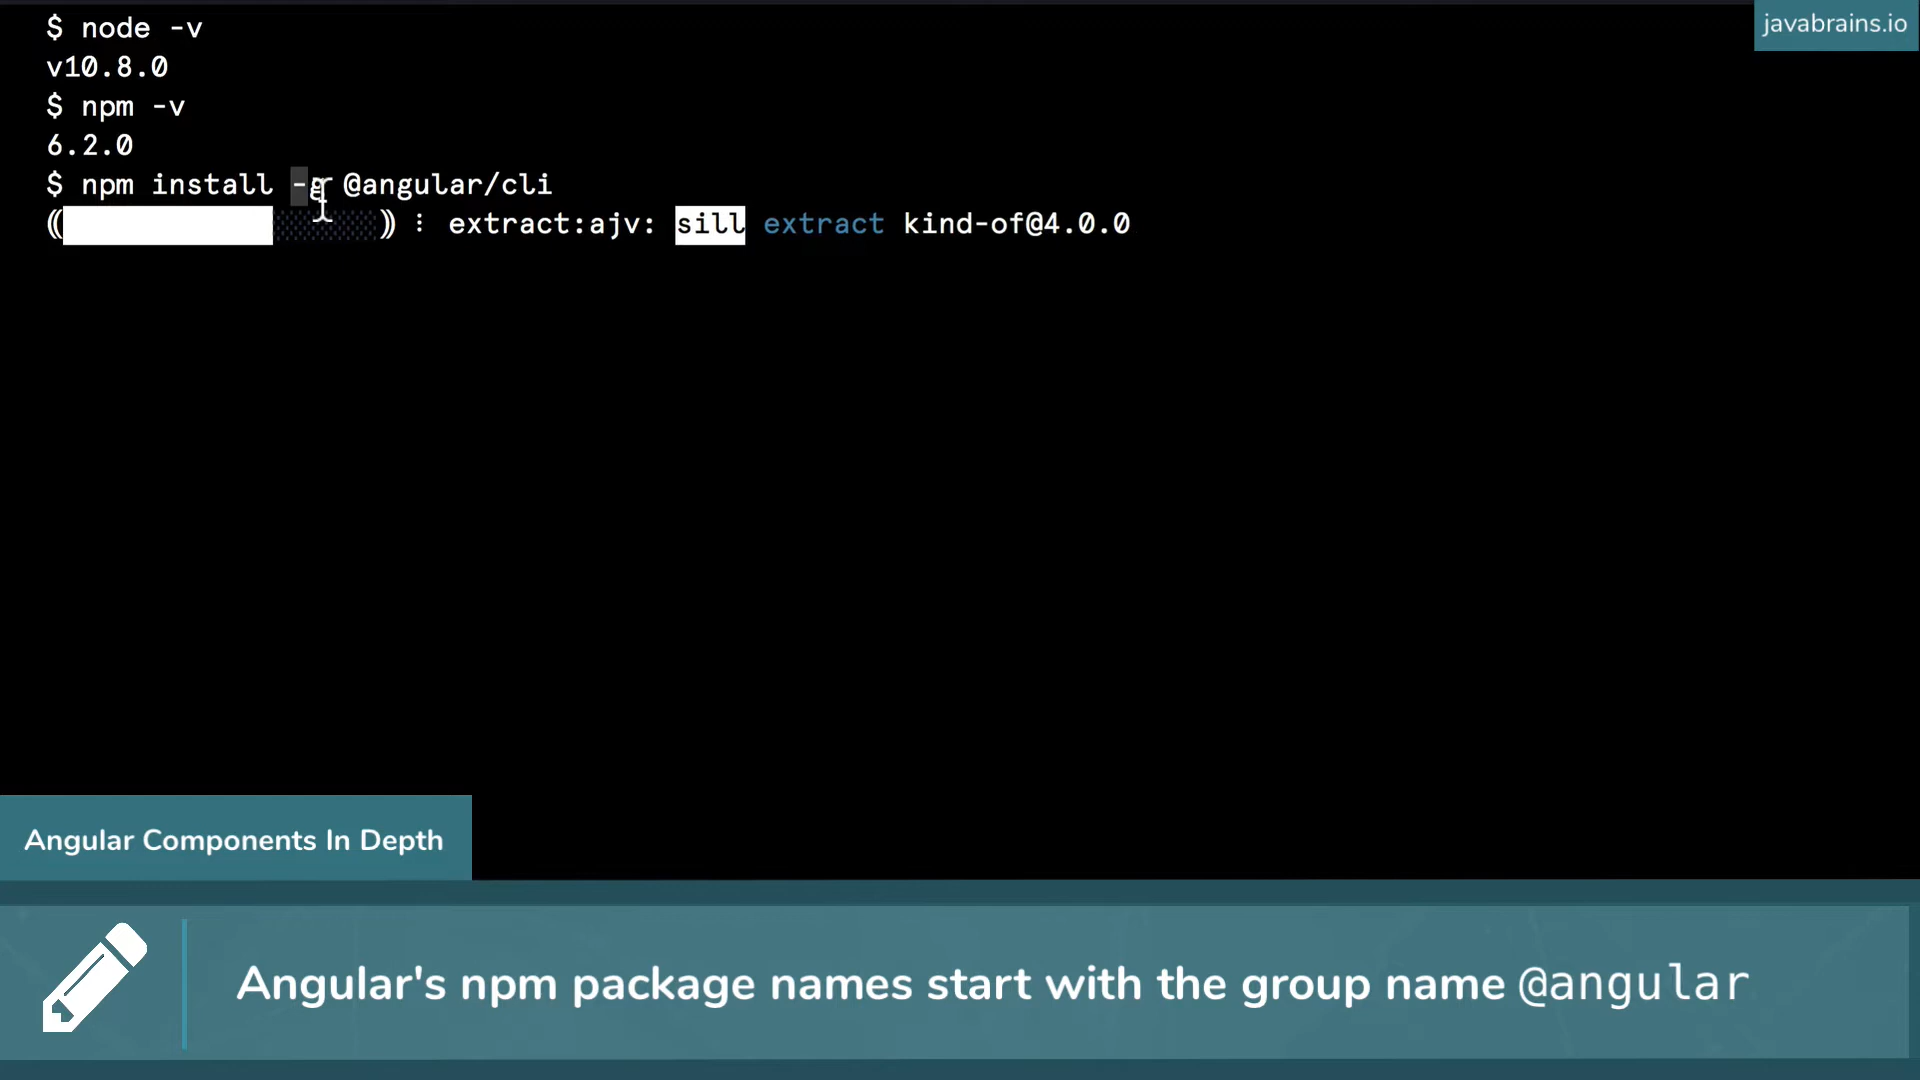 $ node -v
javabrains.io
v10.8.0
$ npm -v
6.2.0
$ npm install -g @angular/cli
(████████░░░░░░) ⠸ extract:ajv: sill extract kind-of@4.0.0
Angular Components In Depth
Angular's npm package names start with the group name @angular